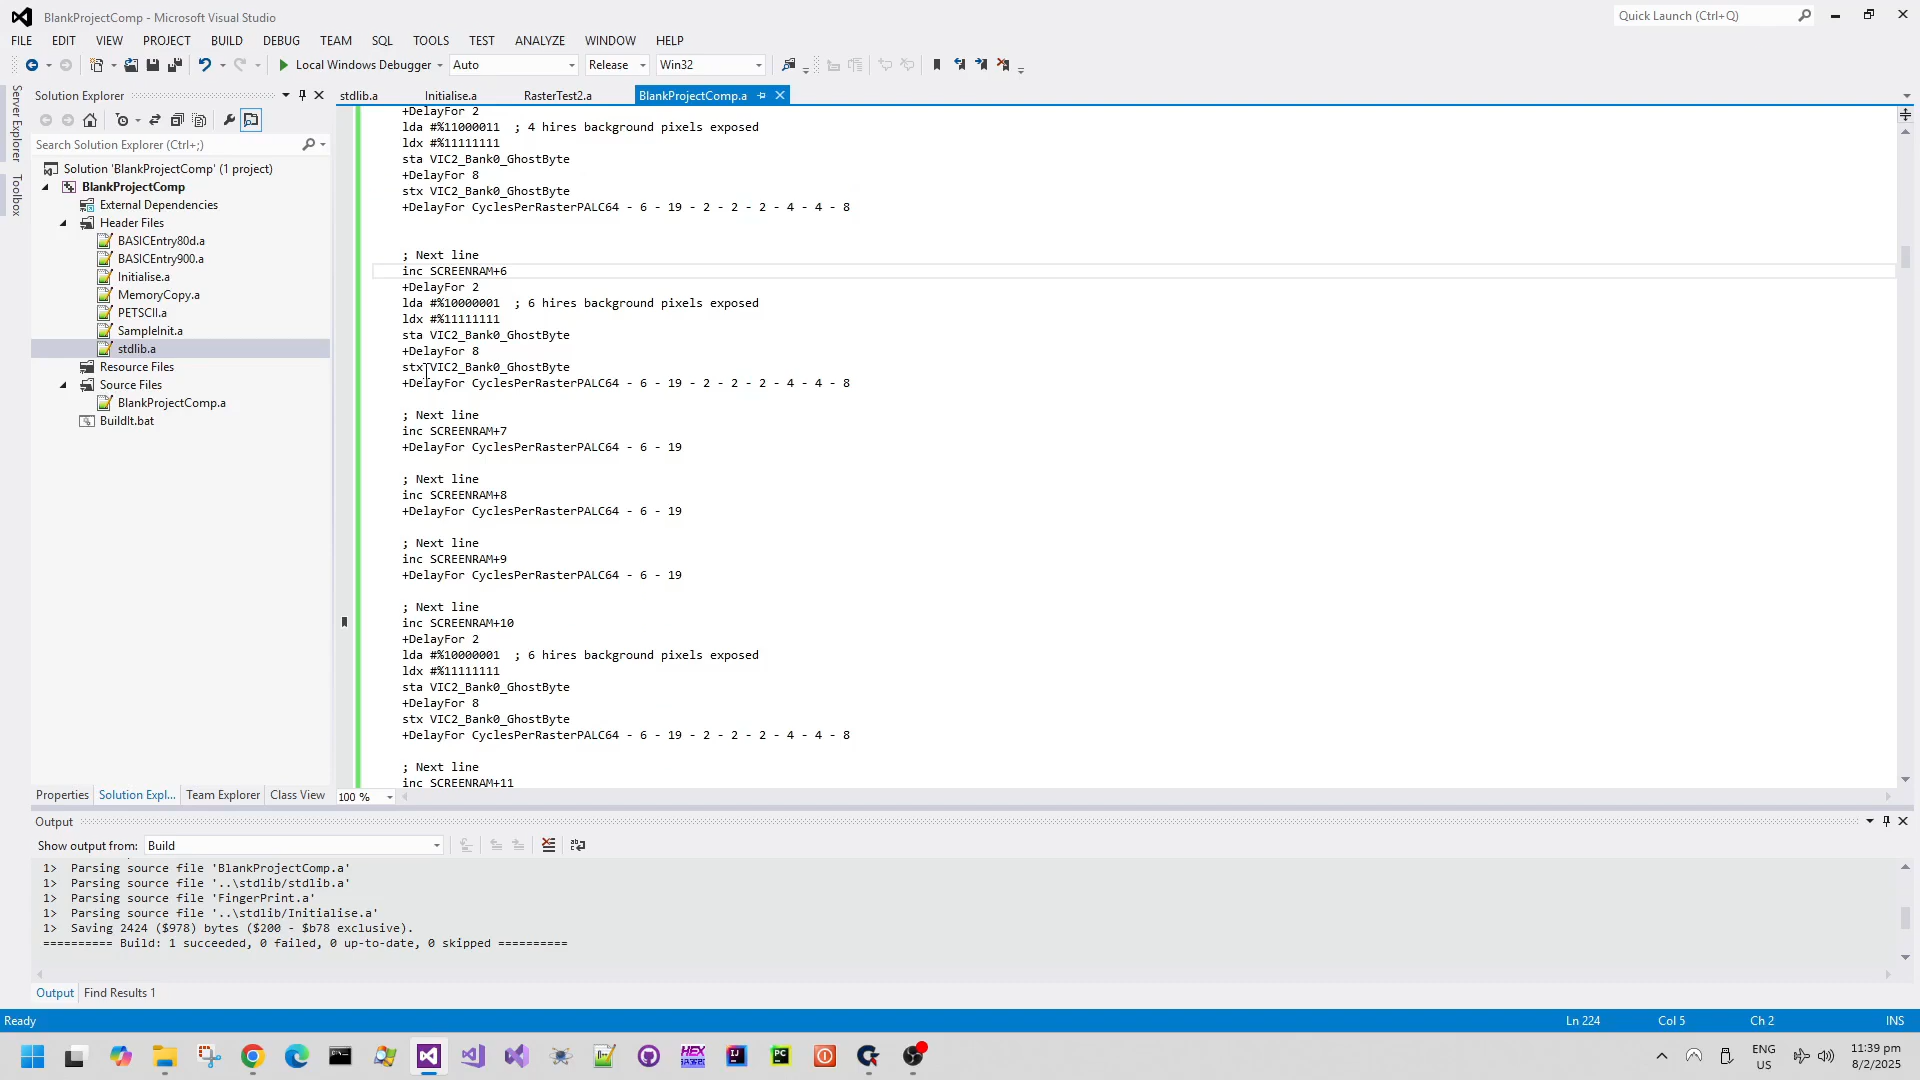 BlankProjectComp - Microsoft Visual Studio
Quick Launch (Ctrl+Q)
FILE EDIT VIEW PROJECT BUILD DEBUG TEAM SQL TOOLS TEST ANALYZE WINDOW HELP
Local Windows Debugger Auto Release Win32
Server Explorer
Toolbox
Solution Explorer
Search Solution Explorer (Ctrl+;)
Solution 'BlankProjectComp' (1 project)
BlankProjectComp
External Dependencies
Header Files
BASICEntry80d.a
BASICEntry900.a
Initialise.a
MemoryCopy.a
PETSCII.a
SampleInit.a
stdlib.a
Resource Files
Source Files
BlankProjectComp.a
BuildIt.bat
Properties Solution Expl... Team Explorer Class View
stdlib.a Initialise.a RasterTest2.a BlankProjectComp.a
+DelayFor 2
lda #%11000011 ; 4 hires background pixels exposed
ldx #%11111111
sta VIC2_Bank0_GhostByte
+DelayFor 8
stx VIC2_Bank0_GhostByte
+DelayFor CyclesPerRasterPALC64 - 6 - 19 - 2 - 2 - 2 - 4 - 4 - 8
; Next line
inc SCREENRAM+6
+DelayFor 2
lda #%10000001 ; 6 hires background pixels exposed
ldx #%11111111
sta VIC2_Bank0_GhostByte
+DelayFor 8
stx VIC2_Bank0_GhostByte
+DelayFor CyclesPerRasterPALC64 - 6 - 19 - 2 - 2 - 2 - 4 - 4 - 8
; Next line
inc SCREENRAM+7
+DelayFor CyclesPerRasterPALC64 - 6 - 19
; Next line
inc SCREENRAM+8
+DelayFor CyclesPerRasterPALC64 - 6 - 19
; Next line
inc SCREENRAM+9
+DelayFor CyclesPerRasterPALC64 - 6 - 19
; Next line
inc SCREENRAM+10
+DelayFor 2
lda #%10000001 ; 6 hires background pixels exposed
ldx #%11111111
sta VIC2_Bank0_GhostByte
+DelayFor 8
stx VIC2_Bank0_GhostByte
+DelayFor CyclesPerRasterPALC64 - 6 - 19 - 2 - 2 - 2 - 4 - 4 - 8
; Next line
inc SCREENRAM+11
100 %
Output
Show output from: Build
1> Parsing source file 'BlankProjectComp.a'
1> Parsing source file '..\stdlib/stdlib.a'
1> Parsing source file 'FingerPrint.a'
1> Parsing source file '..\stdlib/Initialise.a'
1> Saving 2424 ($978) bytes ($200 - $b78 exclusive).
========== Build: 1 succeeded, 0 failed, 0 up-to-date, 0 skipped ==========
Output Find Results 1
Ready Ln 224 Col 5 Ch 2 INS
ENG
US
11:39 pm
8/2/2025